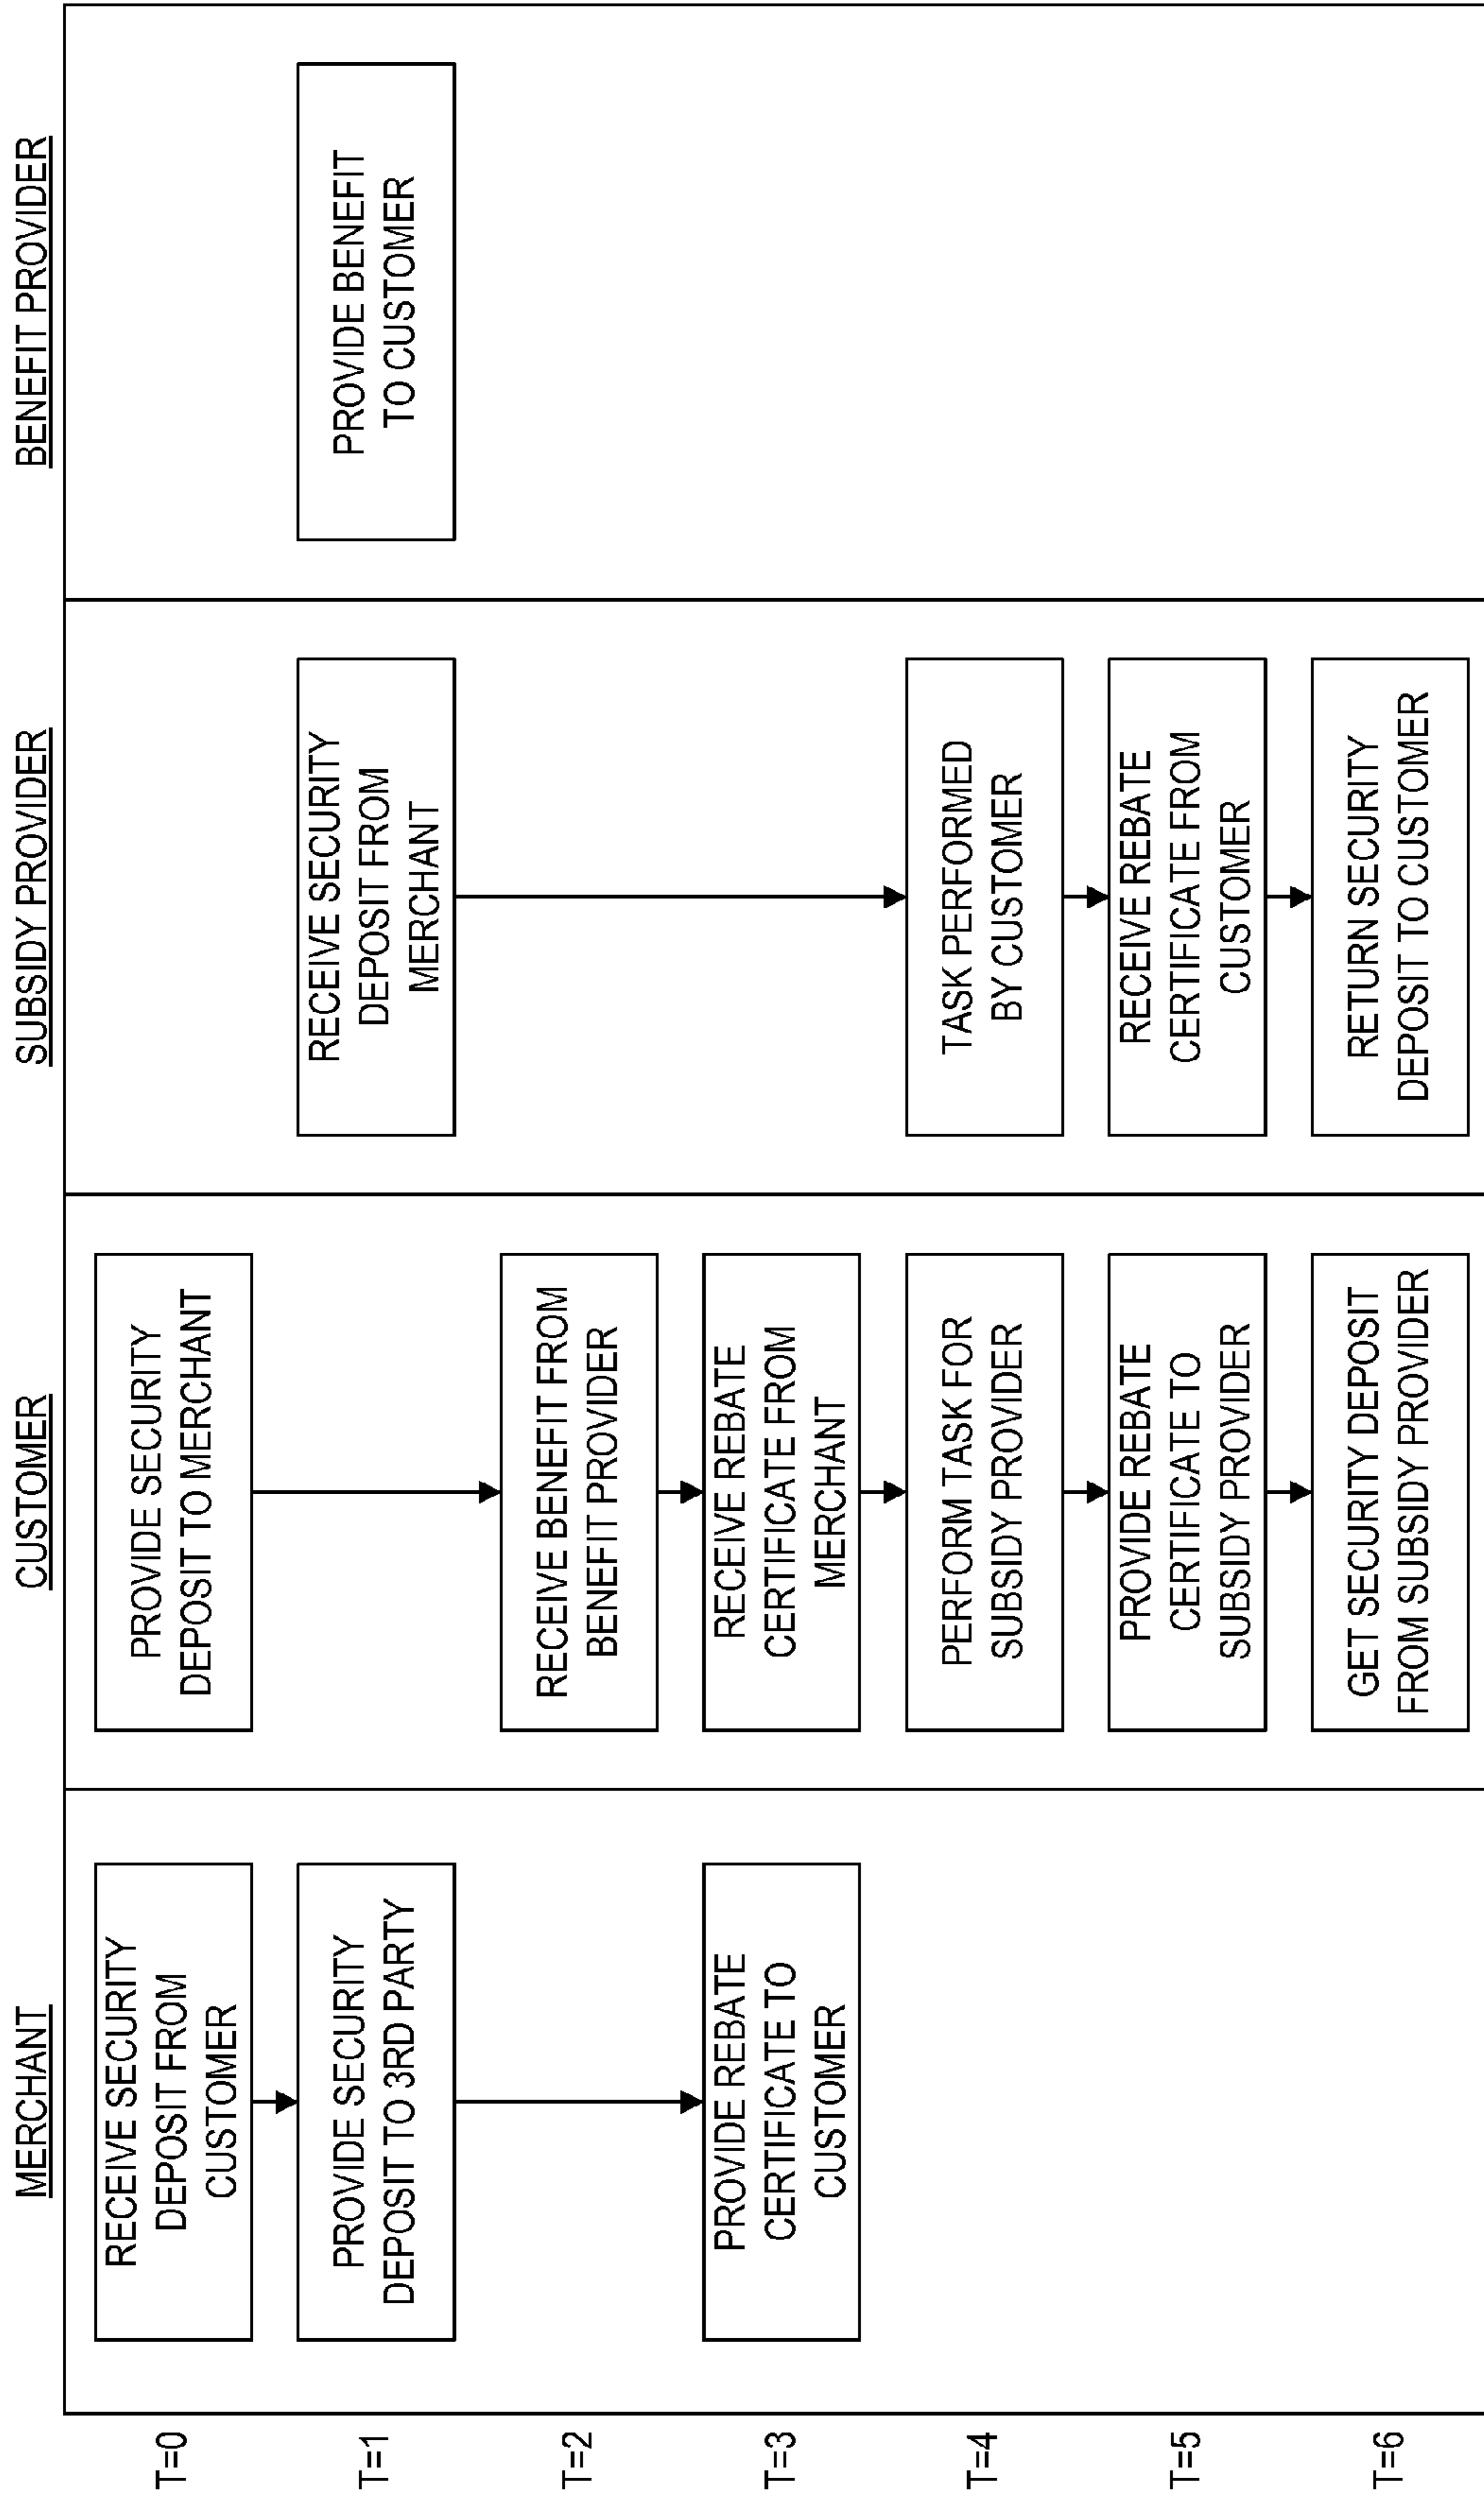 MERCHANT
CUSTOMER
SUBSIDY PROVIDER
BENEFIT PROVIDER
T=0
RECEIVE SECURITY
DEPOSIT FROM
CUSTOMER
PROVIDE SECURITY
DEPOSIT TO MERCHANT
T=1
PROVIDE SECURITY
DEPOSIT TO 3RD PARTY
RECEIVE SECURITY
DEPOSIT FROM
MERCHANT
PROVIDE BENEFIT
TO CUSTOMER
T=2
RECEIVE BENEFIT FROM
BENEFIT PROVIDER
T=3
PROVIDE REBATE
CERTIFICATE TO
CUSTOMER
RECEIVE REBATE
CERTIFICATE FROM
MERCHANT
T=4
PERFORM TASK FOR
SUBSIDY PROVIDER
TASK PERFORMED
BY CUSTOMER
T=5
PROVIDE REBATE
CERTIFICATE TO
SUBSIDY PROVIDER
RECEIVE REBATE
CERTIFICATE FROM
CUSTOMER
T=6
GET SECURITY DEPOSIT
FROM SUBSIDY PROVIDER
RETURN SECURITY
DEPOSIT TO CUSTOMER